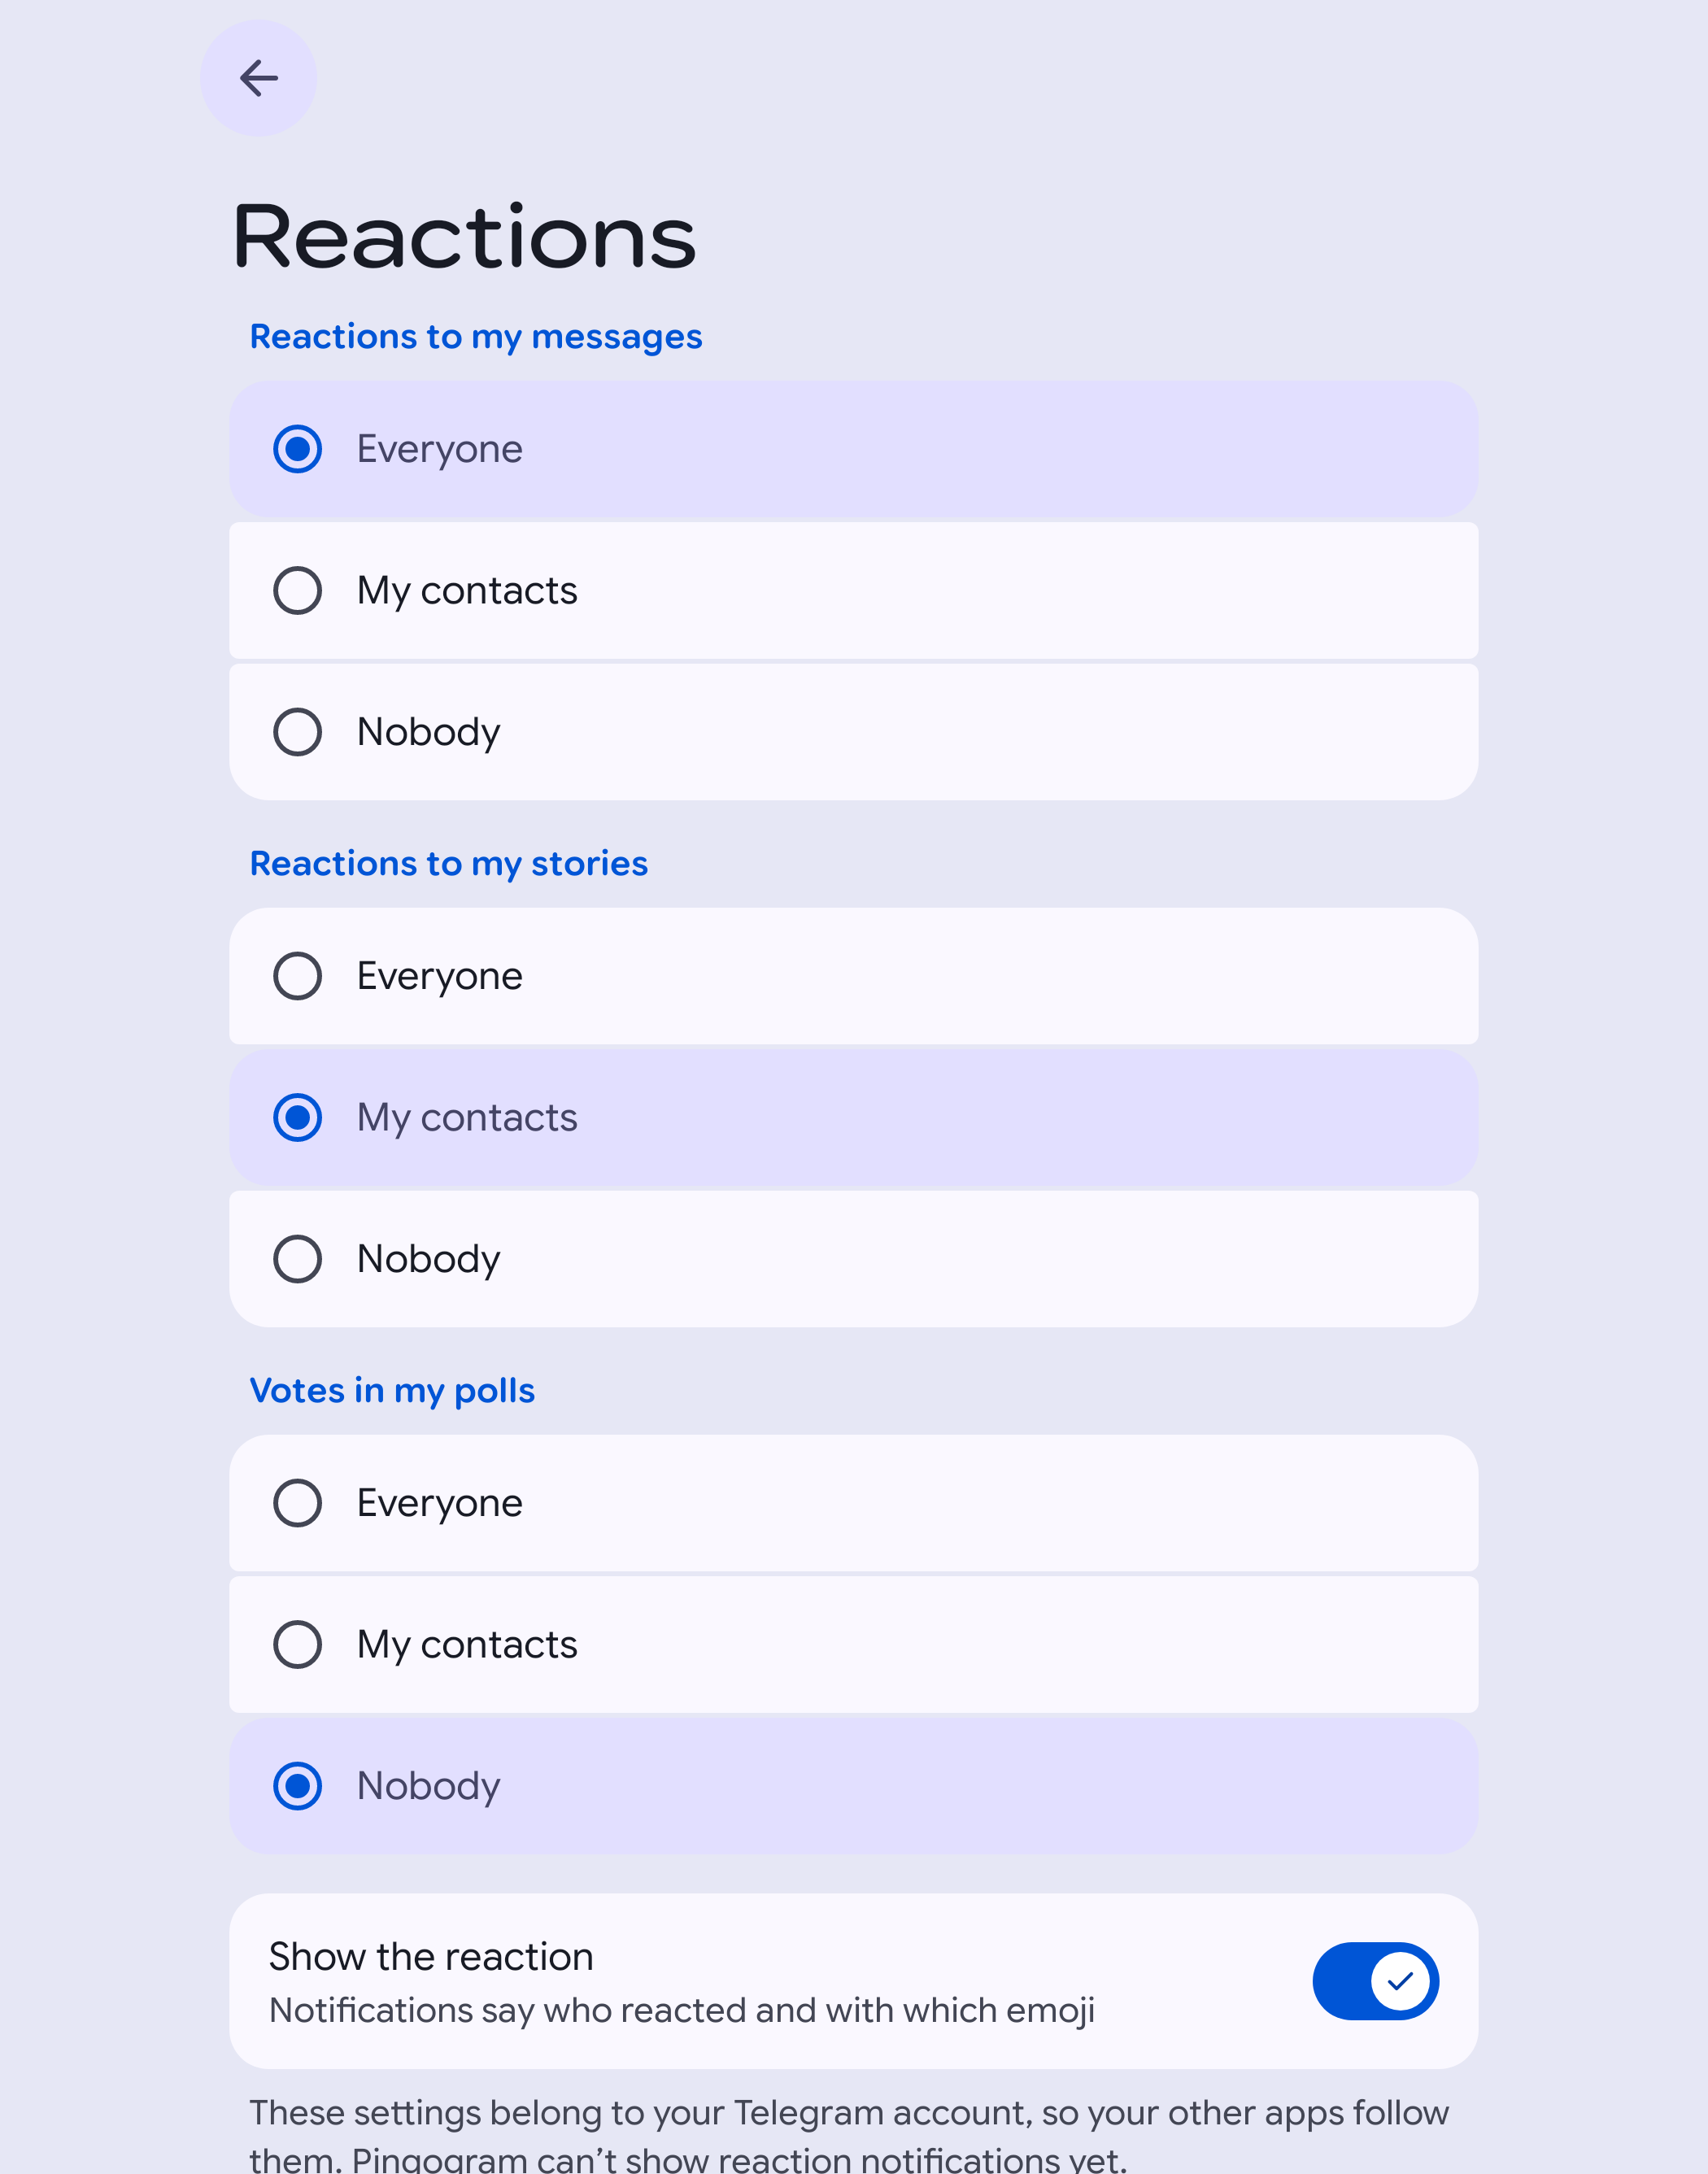 Reactions
Reactions to my messages
Everyone
My contacts
Nobody
Reactions to my stories
Everyone
My contacts
Nobody
Votes in my polls
Everyone
My contacts
Nobody
Show the reaction
Notifications say who reacted and with which emoji
These settings belong to your Telegram account, so your other apps follow
them. Pingogram can’t show reaction notifications yet.